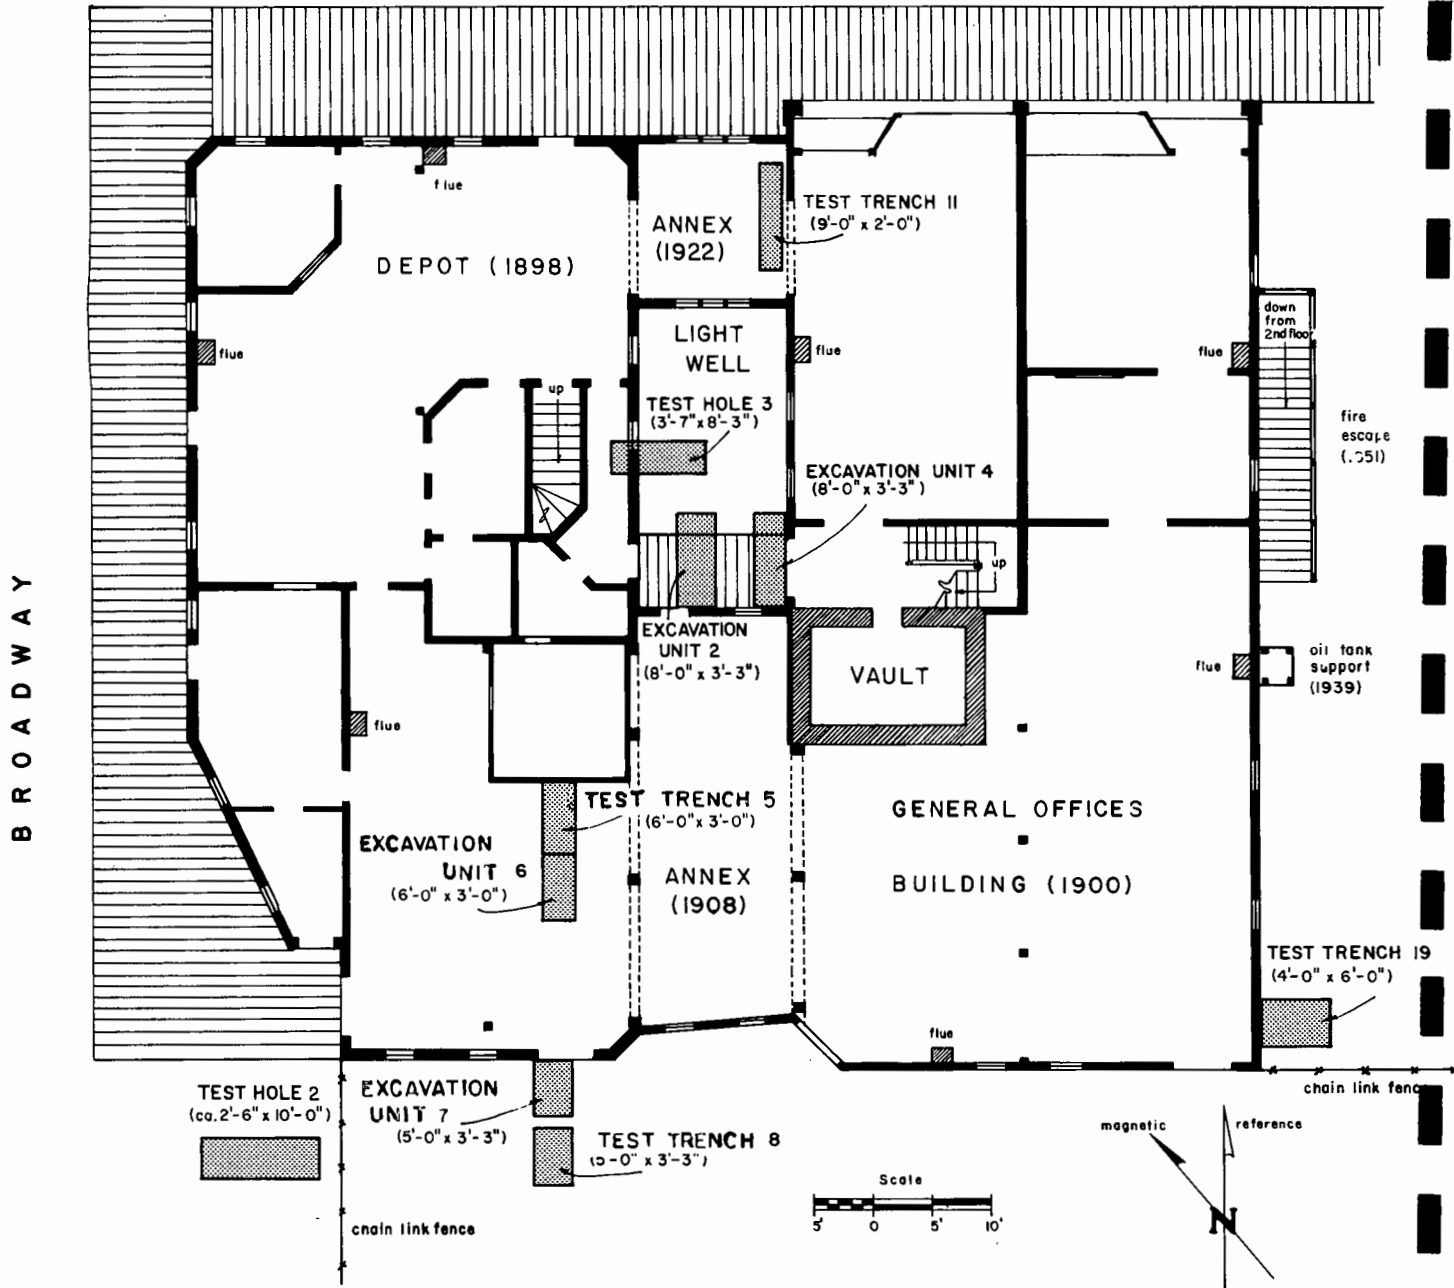 flue
DEPOT (1898)
ANNEX
(1922)
TEST TRENCH 11
(9'-0" x 2'-0")
down
from
2nd floor
flue
LIGHT
WELL
flue
flue
up
TEST HOLE 3
(3'-7" x 8'-3")
fire
escape
EXCAVATION UNIT 4
(8'-0" x 3'-3")
up
BROADWAY
EXCAVATION
UNIT 2
(8'-0" x 3'-3")
VAULT
flue
oil tank
support
(1939)
flue
TEST TRENCH 5
(6'-0" x 3'-0")
GENERAL OFFICES
BUILDING (1900)
EXCAVATION
UNIT 6
(6'-0" x 3'-0")
ANNEX
(1908)
TEST TRENCH 19
(4'-0" x 6'-0")
flue
chain link fence
TEST HOLE 2
(ca. 2'-6" x 10'-0")
EXCAVATION
UNIT 7
(5'-0" x 3'-3")
TEST TRENCH 8
-0" x 3'-3")
magnetic
reference
N
Scale
5' 0 5' 10'
chain link fence